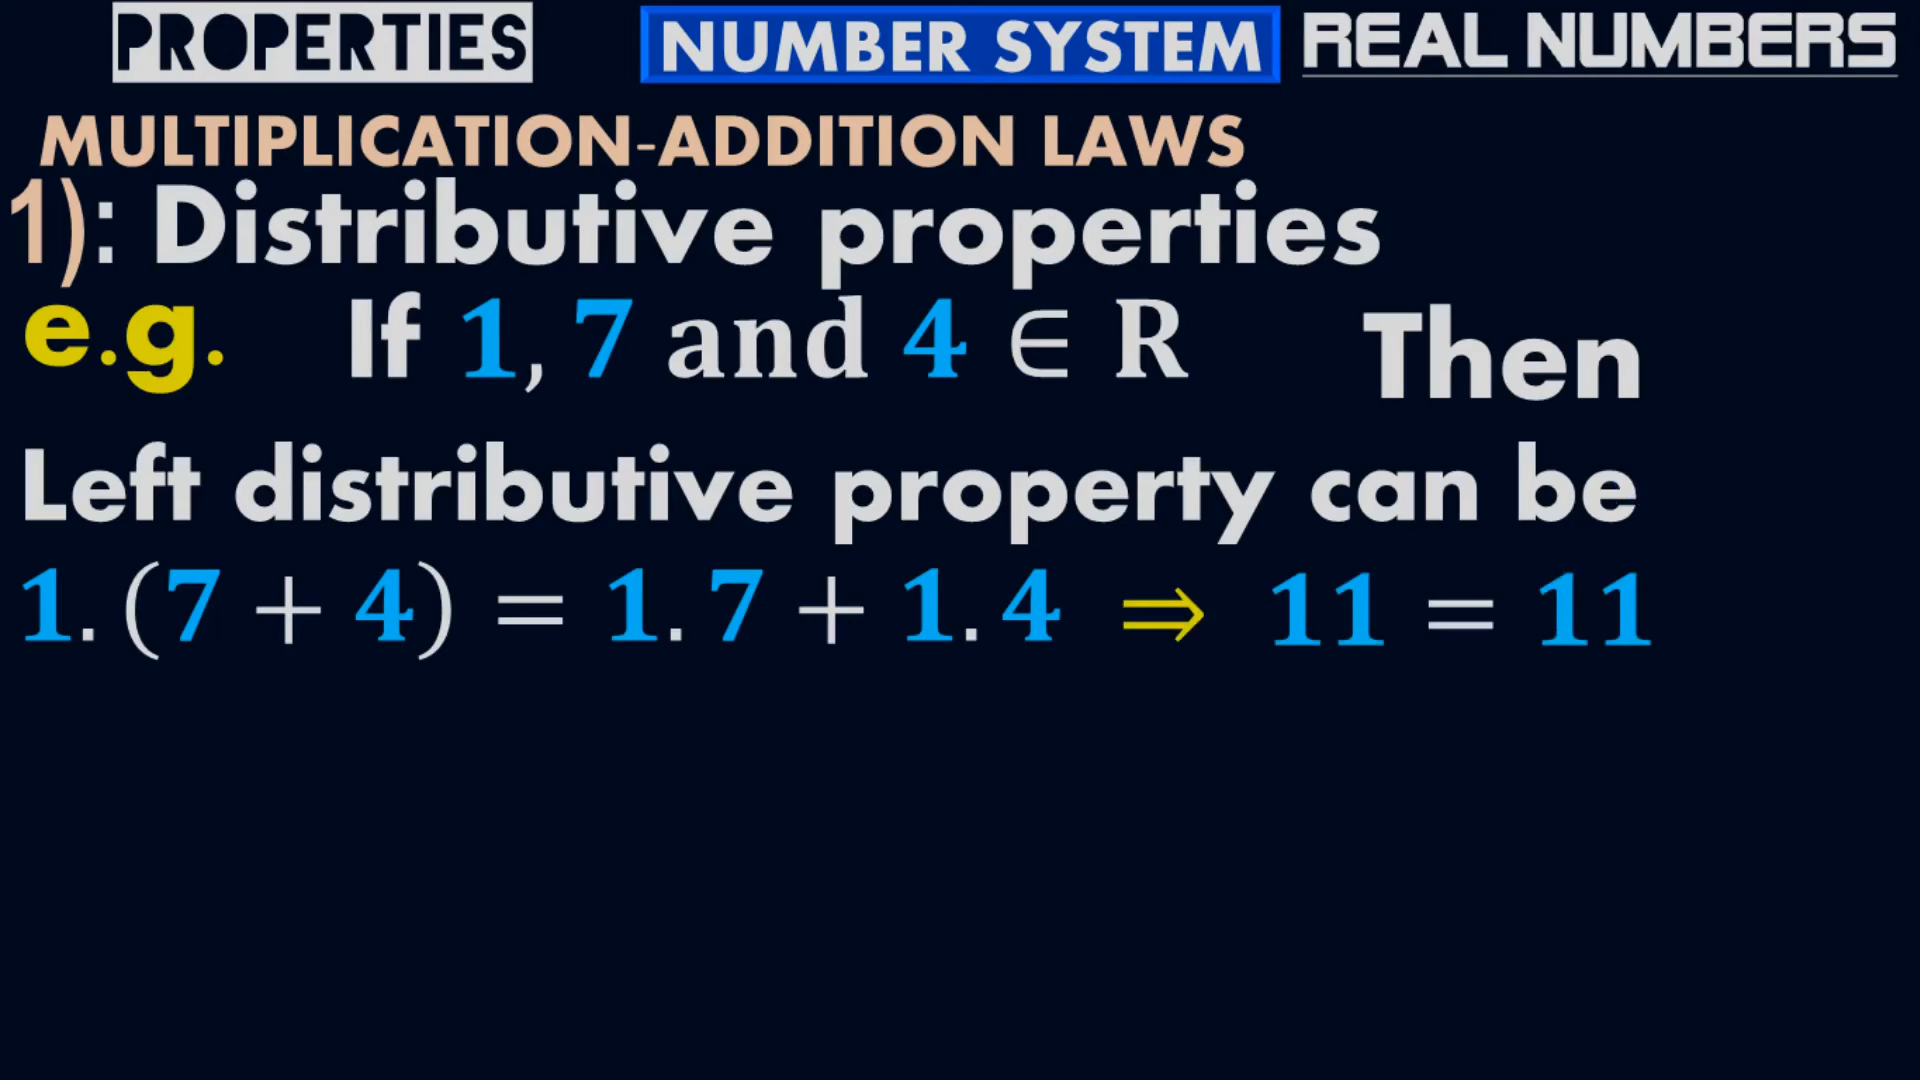 PROPERTIES NUMBER SYSTEM REAL NUMBERS
MULTIPLICATION-ADDITION LAWS
1): Distributive properties
e.g. If 1, 7 and 4 ∈ R Then
Left distributive property can be
1. (7 + 4) = 1. 7 + 1. 4 ⇒ 11 = 11